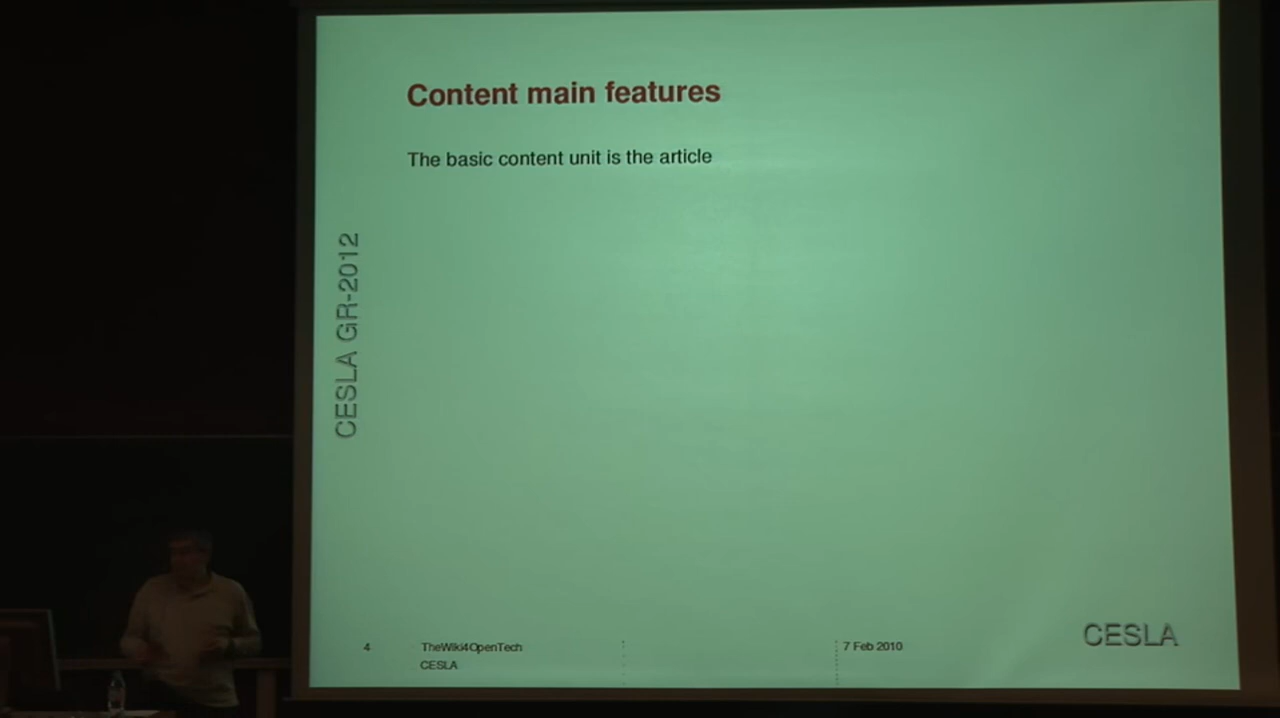 Content main features
The basic content unit is the article
CESLA GR-2012
4
TheWiki4OpenTech
CESLA
7 Feb 2010
CESLA